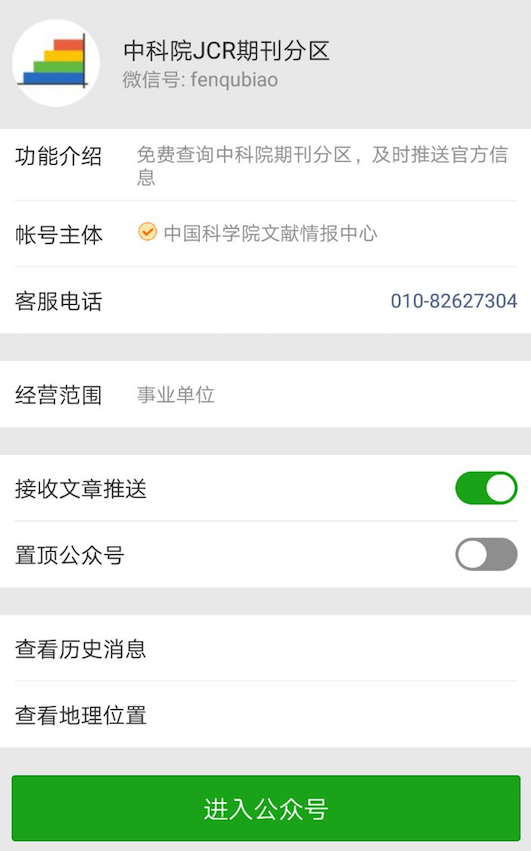 中科院JCR期刊分区
微信号: fenqubiao
功能介绍
免费查询中科院期刊分区，及时推送官方信
息
帐号主体
中国科学院文献情报中心
客服电话
010-82627304
经营范围
事业单位
接收文章推送
置顶公众号
查看历史消息
查看地理位置
进入公众号